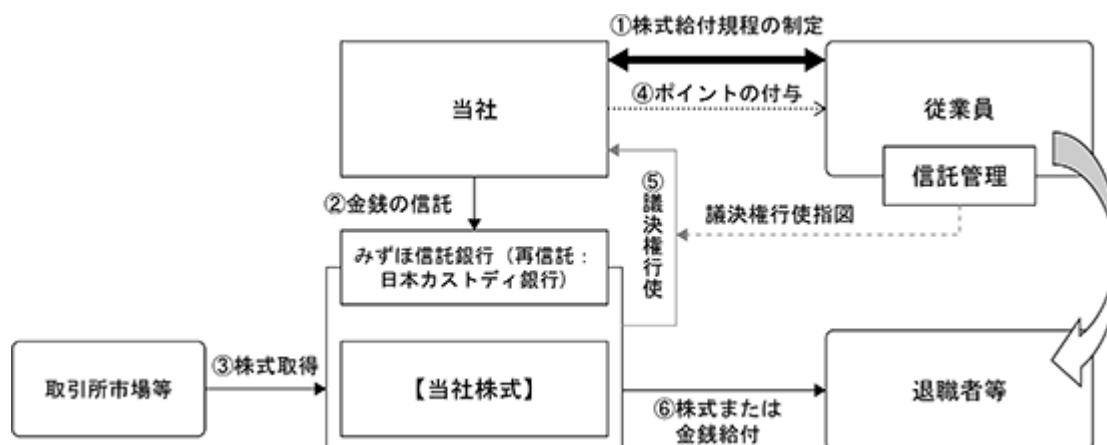 ①株式給付規程の制定
当社
④ポイントの付与
従業員
信託管理
②金銭の信託
⑤議決権行使
議決権行使指図
みずほ信託銀行（再信託：
日本カストディ銀行）
取引所市場等
③株式取得
【当社株式】
⑥株式または
金銭給付
退職者等